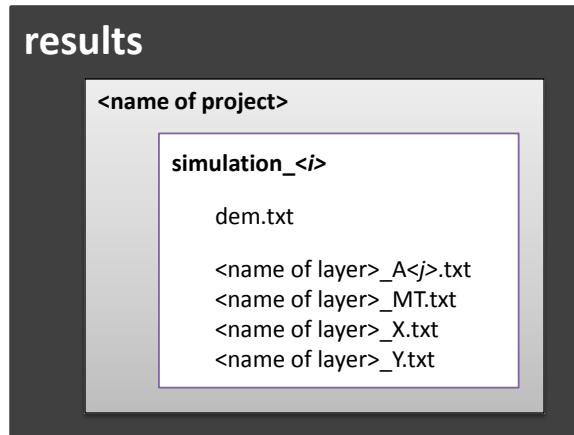 results
<name of project>
simulation_<i>
dem.txt
<name of layer>_A<j>.txt
<name of layer>_MT.txt
<name of layer>_X.txt
<name of layer>_Y.txt